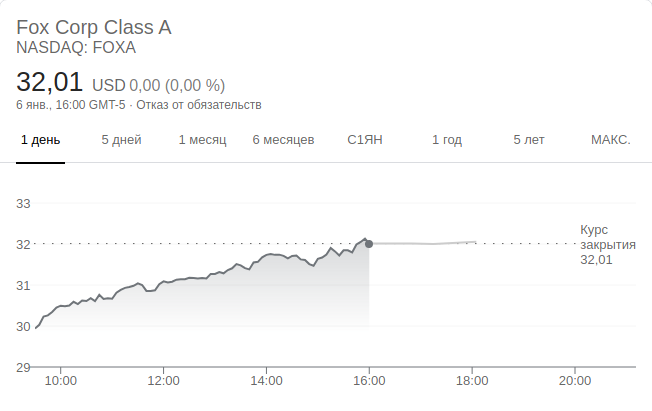 Fox Corp Class A
NASDAQ: FOXA
32,01 USD 0,00 (0,00 %)
6 янв., 16:00 GMT-5 · Отказ от обязательств
1 день 5 дней 1 месяц 6 месяцев С1ЯН 1 год 5 лет МАКС.
33
32
31
30
29
Курс
закрытия
32,01
10:00 12:00 14:00 16:00 18:00 20:00